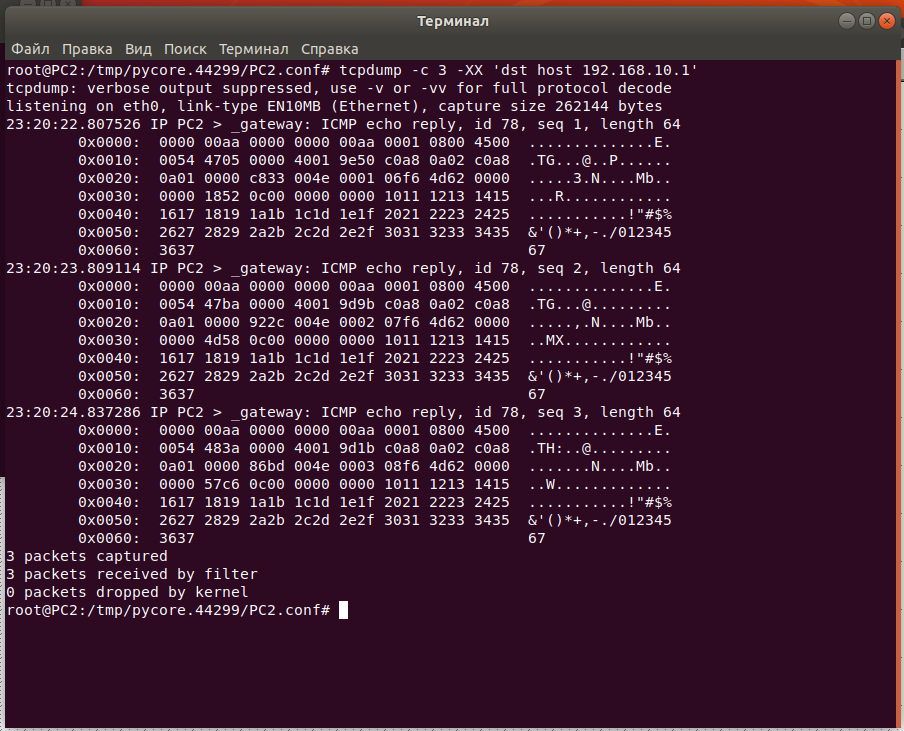 Терминал
Файл Правка Вид Поиск Терминал Справка
root@PC2:/tmp/pycore.44299/PC2.conf# tcpdump -c 3 -XX 'dst host 192.168.10.1'
tcpdump: verbose output suppressed, use -v or -vv for full protocol decode
listening on eth0, link-type EN10MB (Ethernet), capture size 262144 bytes
23:20:22.807526 IP PC2 > _gateway: ICMP echo reply, id 78, seq 1, length 64
        0x0000:  0000 00aa 0000 0000 00aa 0001 0800 4500  ..............E.
        0x0010:  0054 4705 0000 4001 9e50 c0a8 0a02 c0a8  .TG...@..P......
        0x0020:  0a01 0000 c833 004e 0001 06f6 4d62 0000  .....3.N....Mb..
        0x0030:  0000 1852 0c00 0000 0000 1011 1213 1415  ...R............
        0x0040:  1617 1819 1a1b 1c1d 1e1f 2021 2223 2425  ...........!"#$%
        0x0050:  2627 2829 2a2b 2c2d 2e2f 3031 3233 3435  &'()*+,-./012345
        0x0060:  3637                                     67
23:20:23.809114 IP PC2 > _gateway: ICMP echo reply, id 78, seq 2, length 64
        0x0000:  0000 00aa 0000 0000 00aa 0001 0800 4500  ..............E.
        0x0010:  0054 47ba 0000 4001 9d9b c0a8 0a02 c0a8  .TG...@.........
        0x0020:  0a01 0000 922c 004e 0002 07f6 4d62 0000  .....,.N....Mb..
        0x0030:  0000 4d58 0c00 0000 0000 1011 1213 1415  ..MX............
        0x0040:  1617 1819 1a1b 1c1d 1e1f 2021 2223 2425  ...........!"#$%
        0x0050:  2627 2829 2a2b 2c2d 2e2f 3031 3233 3435  &'()*+,-./012345
        0x0060:  3637                                     67
23:20:24.837286 IP PC2 > _gateway: ICMP echo reply, id 78, seq 3, length 64
        0x0000:  0000 00aa 0000 0000 00aa 0001 0800 4500  ..............E.
        0x0010:  0054 483a 0000 4001 9d1b c0a8 0a02 c0a8  .TH:..@.........
        0x0020:  0a01 0000 86bd 004e 0003 08f6 4d62 0000  .......N....Mb..
        0x0030:  0000 57c6 0c00 0000 0000 1011 1213 1415  ..W.............
        0x0040:  1617 1819 1a1b 1c1d 1e1f 2021 2223 2425  ...........!"#$%
        0x0050:  2627 2829 2a2b 2c2d 2e2f 3031 3233 3435  &'()*+,-./012345
        0x0060:  3637                                     67
3 packets captured
3 packets received by filter
0 packets dropped by kernel
root@PC2:/tmp/pycore.44299/PC2.conf#